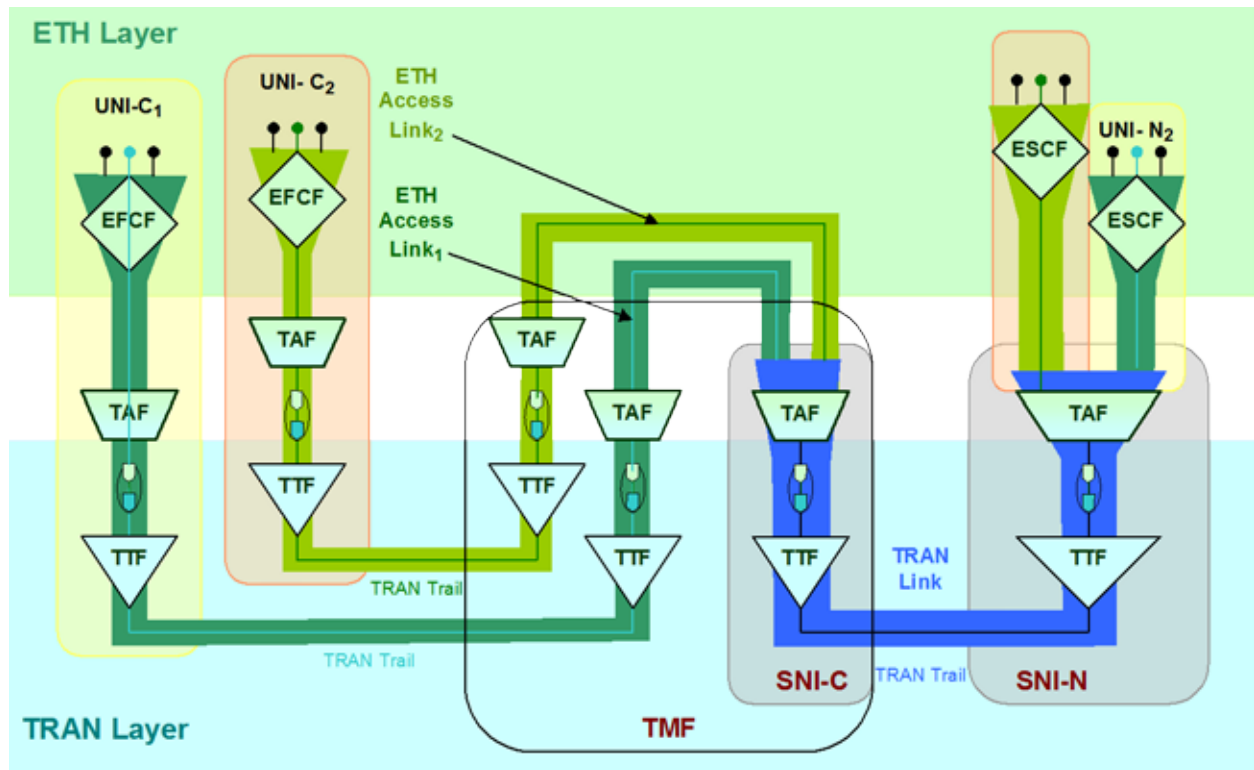 ETH Layer
UNI-C1
UNI- C2
ETH
Access
Link2
ETH
Access
Link1
UNI- N2
EFCF
EFCF
ESCF
ESCF
TAF
TAF
TAF
TAF
TAF
TAF
TTF
TTF
TTF
TTF
TTF
TTF
TRAN
Link
TRAN Trail
TRAN Trail
TRAN Trail
SNI-C
SNI-N
TMF
TRAN Layer